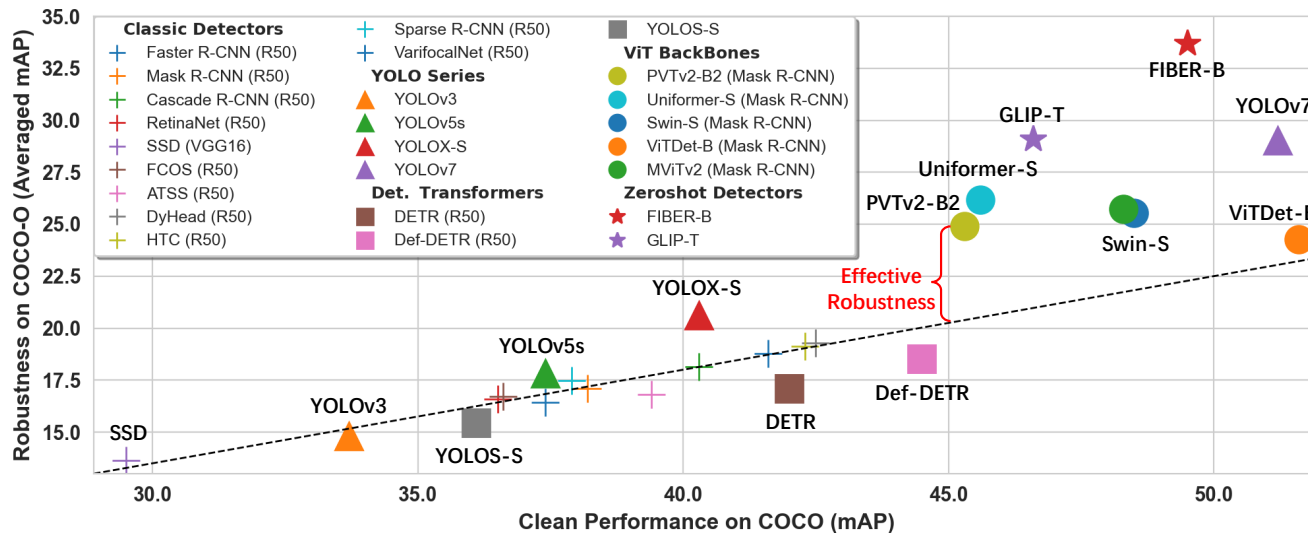 Robustness on COCO-O (Averaged mAP)
35.0
32.5
30.0
27.5
25.0
22.5
20.0
17.5
15.0
Classic Detectors
Faster R-CNN (R50)
Mask R-CNN (R50)
Cascade R-CNN (R50)
RetinaNet (R50)
SSD (VGG16)
FCOS (R50)
ATSS (R50)
DyHead (R50)
HTC (R50)
Sparse R-CNN (R50)
VarifocalNet (R50)
YOLO Series
YOLOv3
YOLOv5s
YOLOX-S
YOLOv7
Det. Transformers
DETR (R50)
Def-DETR (R50)
YOLOS-S
ViT BackBones
PVTv2-B2 (Mask R-CNN)
Uniformer-S (Mask R-CNN)
Swin-S (Mask R-CNN)
ViTDet-B (Mask R-CNN)
MViTv2 (Mask R-CNN)
Zeroshot Detectors
FIBER-B
GLIP-T
FIBER-B
YOLOv7
GLIP-T
Uniformer-S
PVTv2-B2
ViTDet-B
Swin-S
Effective
Robustness
YOLOX-S
YOLOv5s
Def-DETR
DETR
YOLOv3
SSD
YOLOS-S
30.0
35.0
40.0
45.0
50.0
Clean Performance on COCO (mAP)